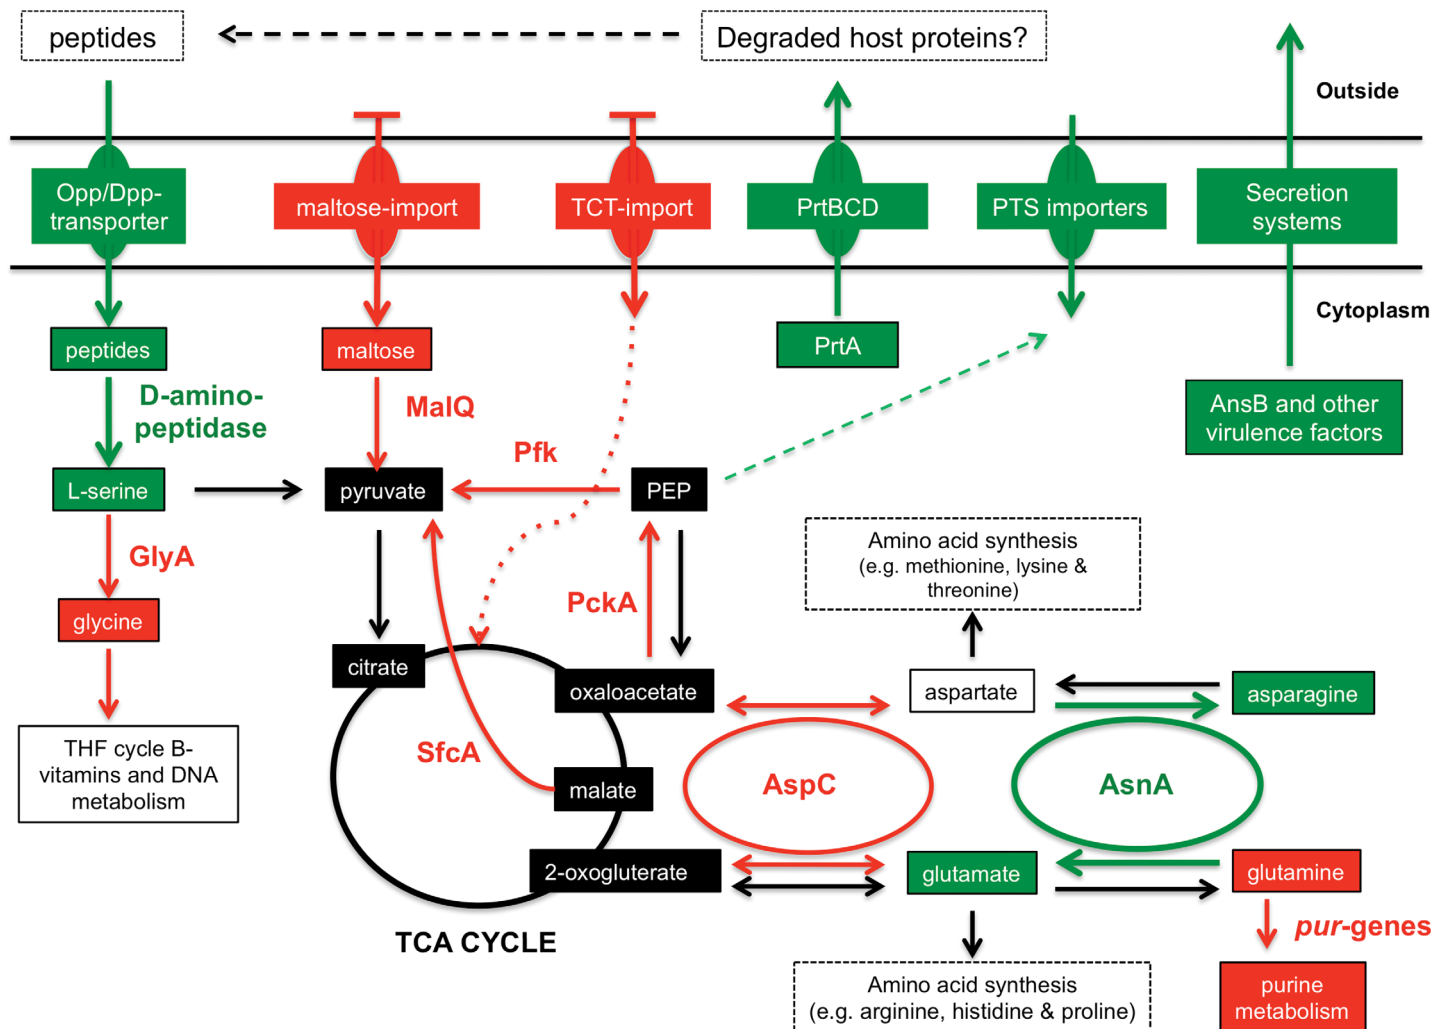 peptides
Degraded host proteins?
Outside
Opp/Dpp-
transporter
maltose-import
TCT-import
PrtBCD
PTS importers
Secretion
systems
Cytoplasm
peptides
maltose
PrtA
D-amino-
peptidase
MalQ
AnsB and other
virulence factors
Pfk
L-serine
pyruvate
PEP
GlyA
Amino acid synthesis
(e.g. methionine, lysine &
threonine)
PckA
glycine
citrate
oxaloacetate
aspartate
asparagine
THF cycle B-
vitamins and DNA
metabolism
SfcA
malate
AspC
AsnA
2-oxogluterate
glutamate
glutamine
TCA CYCLE
pur-genes
Amino acid synthesis
(e.g. arginine, histidine & proline)
purine
metabolism